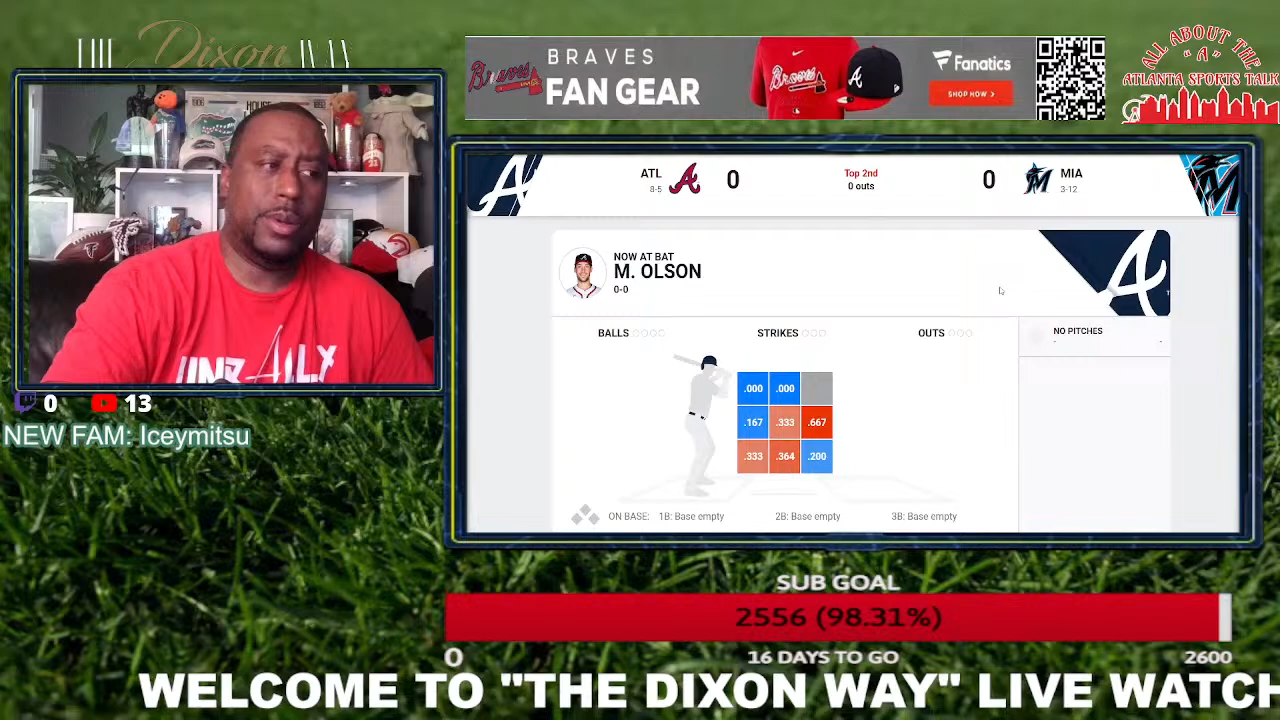 Dixon
BRAVES
FAN GEAR
Braves
Fanatics
SHOP NOW >
ALL ABOUT THE
"A"
ATLANTA SPORTS TALK
ATL
8-5
0
Top 2nd
0 outs
0
MIA
3-12
NOW AT BAT
M. OLSON
0-0
BALLS
STRIKES
OUTS
NO PITCHES
-
-
.000 .000
.167 .333 .667
.333 .364 .200
ON BASE: 1B: Base empty 2B: Base empty 3B: Base empty
0 13
NEW FAM: Iceymitsu
SUB GOAL
2556 (98.31%)
0 16 DAYS TO GO 2600
WELCOME TO "THE DIXON WAY" LIVE WATCH